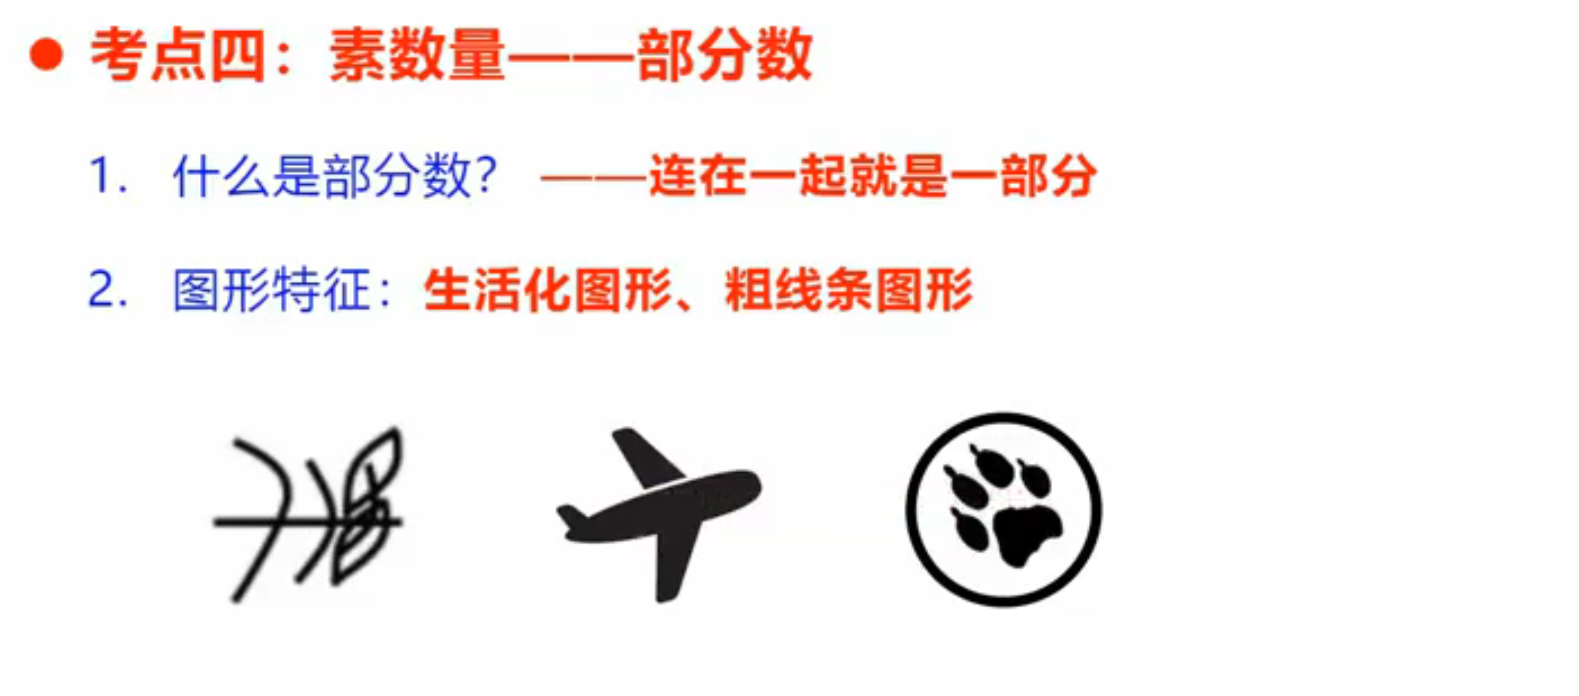 ● 考点四：素数量——部分数
1. 什么是部分数？ ——连在一起就是一部分
2. 图形特征：生活化图形、粗线条图形